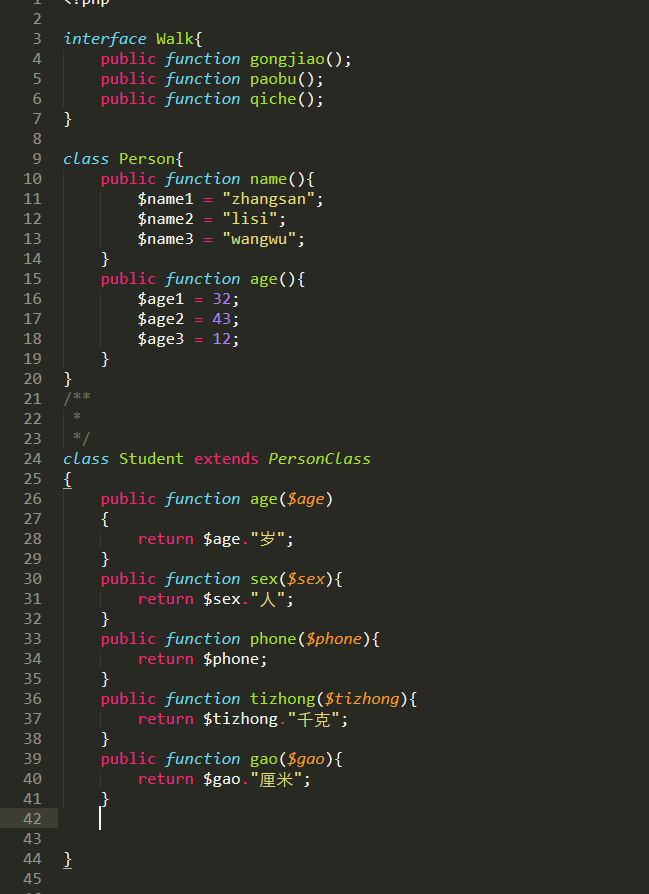 1 <?php
2
3 interface Walk{
4     public function gongjiao();
5     public function paobu();
6     public function qiche();
7 }
8
9 class Person{
10     public function name(){
11         $name1 = "zhangsan";
12         $name2 = "lisi";
13         $name3 = "wangwu";
14     }
15     public function age(){
16         $age1 = 32;
17         $age2 = 43;
18         $age3 = 12;
19     }
20 }
21 /**
22  *
23  */
24 class Student extends PersonClass
25 {
26     public function age($age)
27     {
28         return $age."岁";
29     }
30     public function sex($sex){
31         return $sex."人";
32     }
33     public function phone($phone){
34         return $phone;
35     }
36     public function tizhong($tizhong){
37         return $tizhong."千克";
38     }
39     public function gao($gao){
40         return $gao."厘米";
41     }
42
43
44 }
45